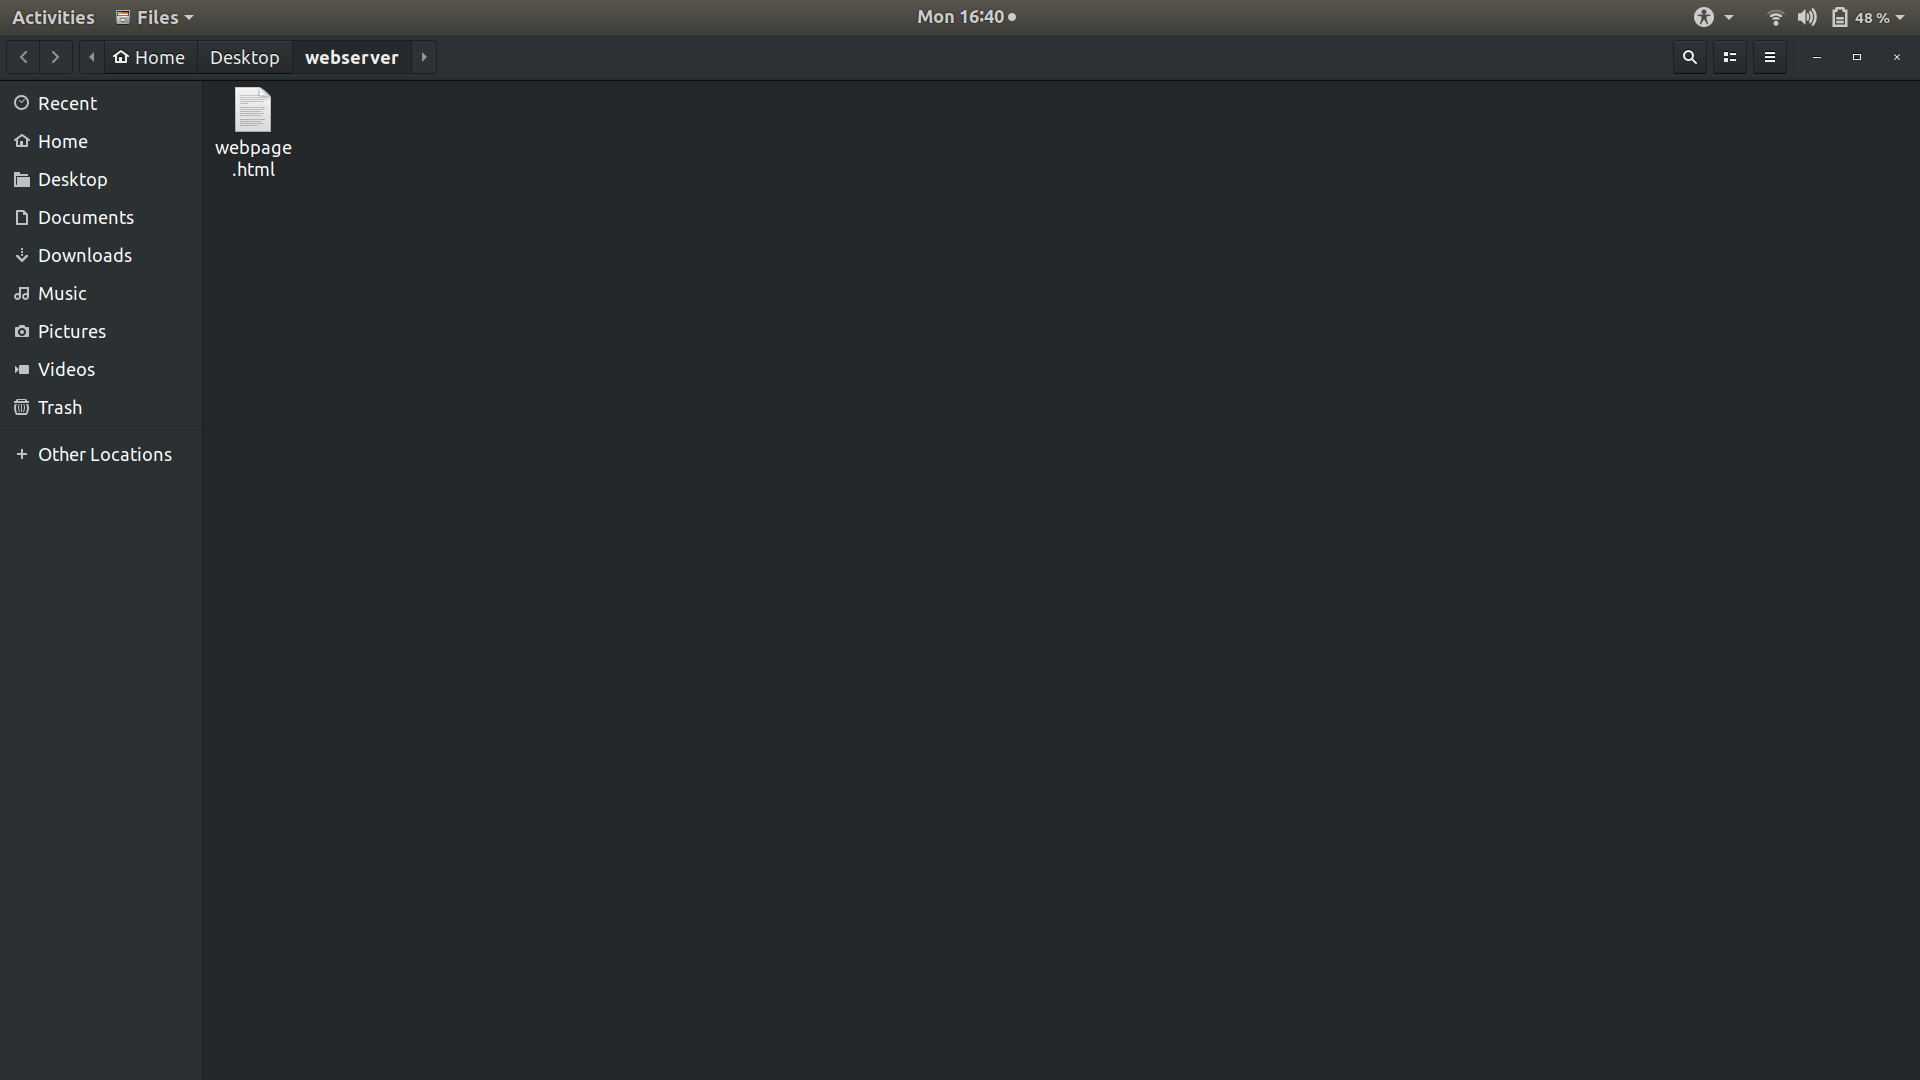 Activities Files Mon 16:40 48 %
Home Desktop webserver
Recent
Home
Desktop
Documents
Downloads
Music
Pictures
Videos
Trash
Other Locations
webpage
.html